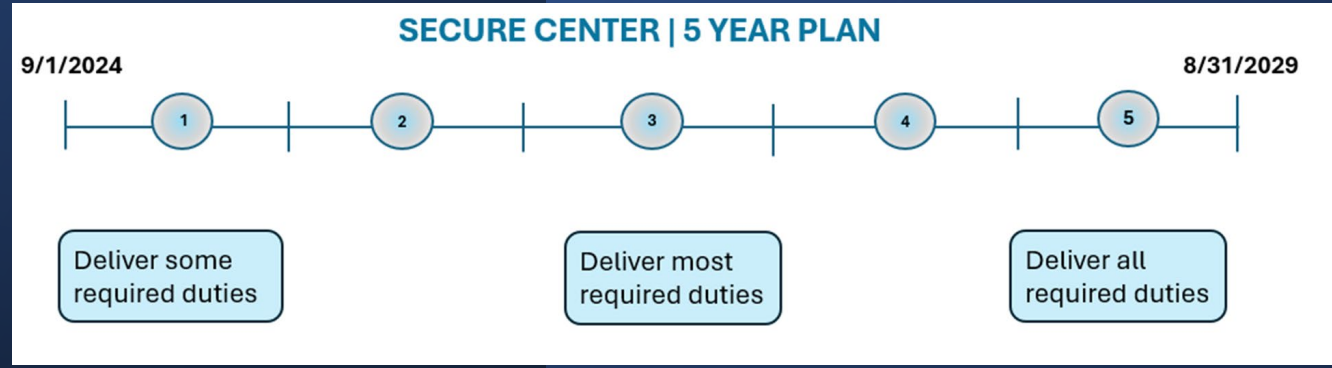 SECURE CENTER | 5 YEAR PLAN
9/1/2024
8/31/2029
1
2
3
4
5
Deliver some
required duties
Deliver most
required duties
Deliver all
required duties